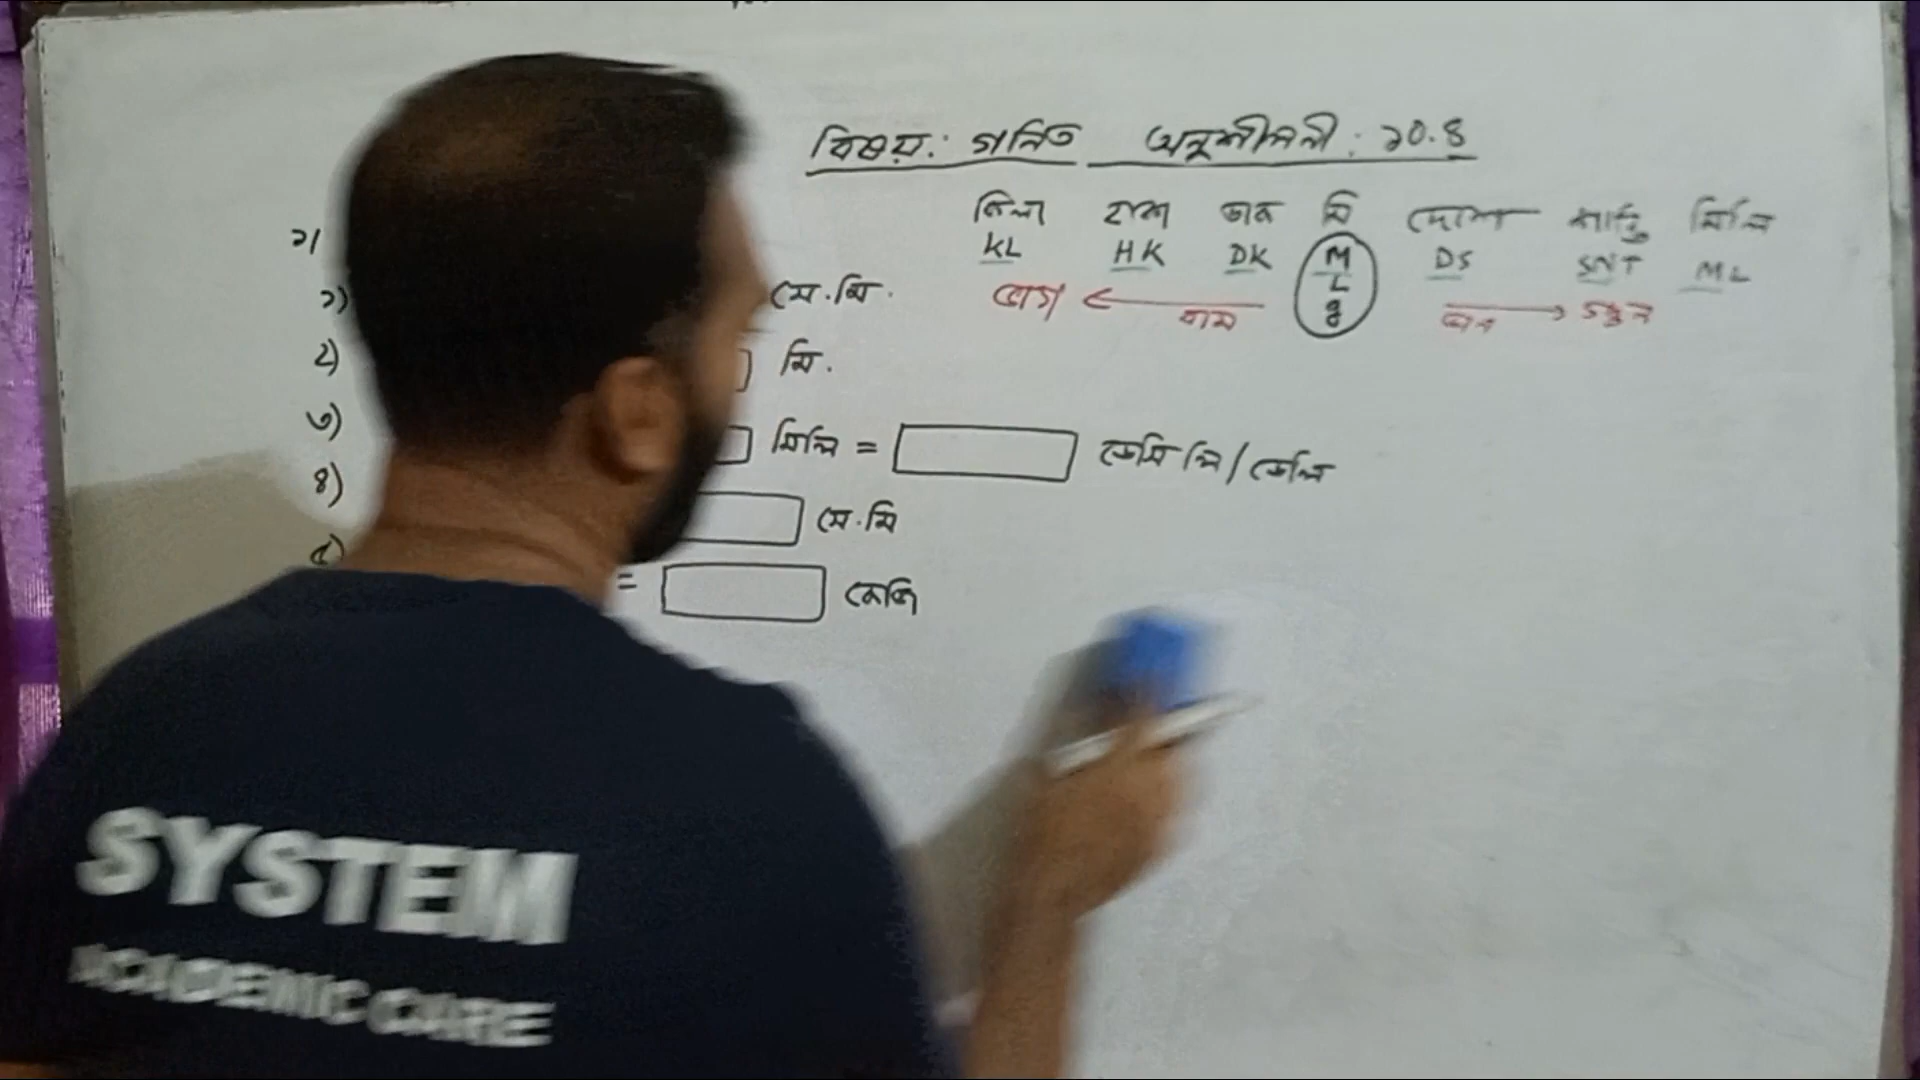 বিষয়: গনিত অনুশীলনী: ১০.৪
কিলো হাজা ডাক মি দোশ সান্তি মিলি
১।
KL HK DK M DS SNT ML
L
g
১) সে.মি. ভাগ ← বাম ডান → গুন
২) মি.
৩) মিলি = ডেসিলি/ডেলি
৪) সে.মি
৫) = কেজি
SYSTEM
ACADEMIC CARE